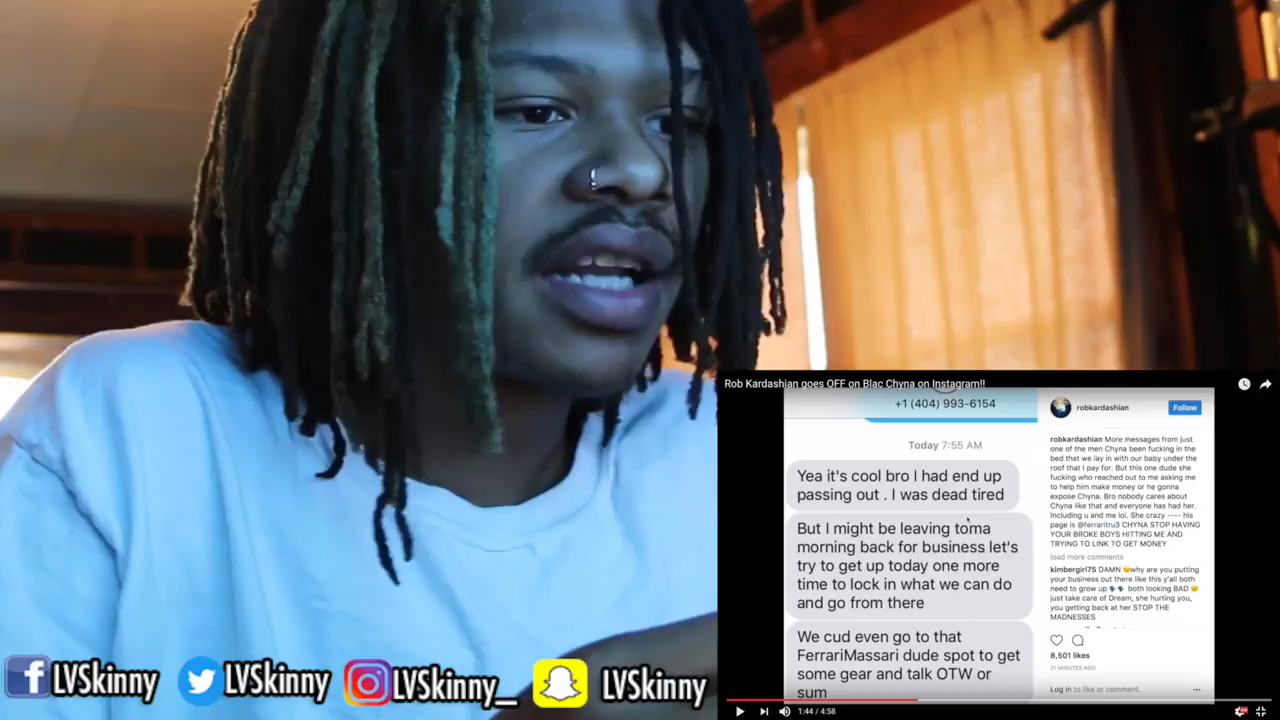 Rob Kardashian goes OFF on Blac Chyna on Instagram!!
+1 (404) 993-6154
Today 7:55 AM
Yea it's cool bro I had end up
passing out . I was dead tired
But I might be leaving toma
morning back for business let's
try to get up today one more
time to lock in what we can do
and go from there
We cud even go to that
FerrariMassari dude spot to get
some gear and talk OTW or
sum
robkardashian
Follow
robkardashian More messages from just
one of the men Chyna been fucking in the
bed that we lay in with our baby under the
roof that I pay for. But this one dude she
fucking who reached out to me asking me
to help him make money or he gonna
expose Chyna. Bro nobody cares about
Chyna like that and everyone has had her.
Including u and me lol. She crazy ---- his
page is @ferraritru3 CHYNA STOP HAVING
YOUR BROKE BOYS HITTING ME AND
TRYING TO LINK TO GET MONEY
load more comments
kimbergirl75 DAMN 😏why are you putting
your business out there like this y'all both
need to grow up 🗣🗣 both looking BAD 😏
just take care of Dream, she hurting you,
you getting back at her STOP THE
MADNESSES
8,501 likes
21 MINUTES AGO
Log in to like or comment.
1:44 / 4:58
LVSkinny
LVSkinny
LVSkinny_
LVSkinny